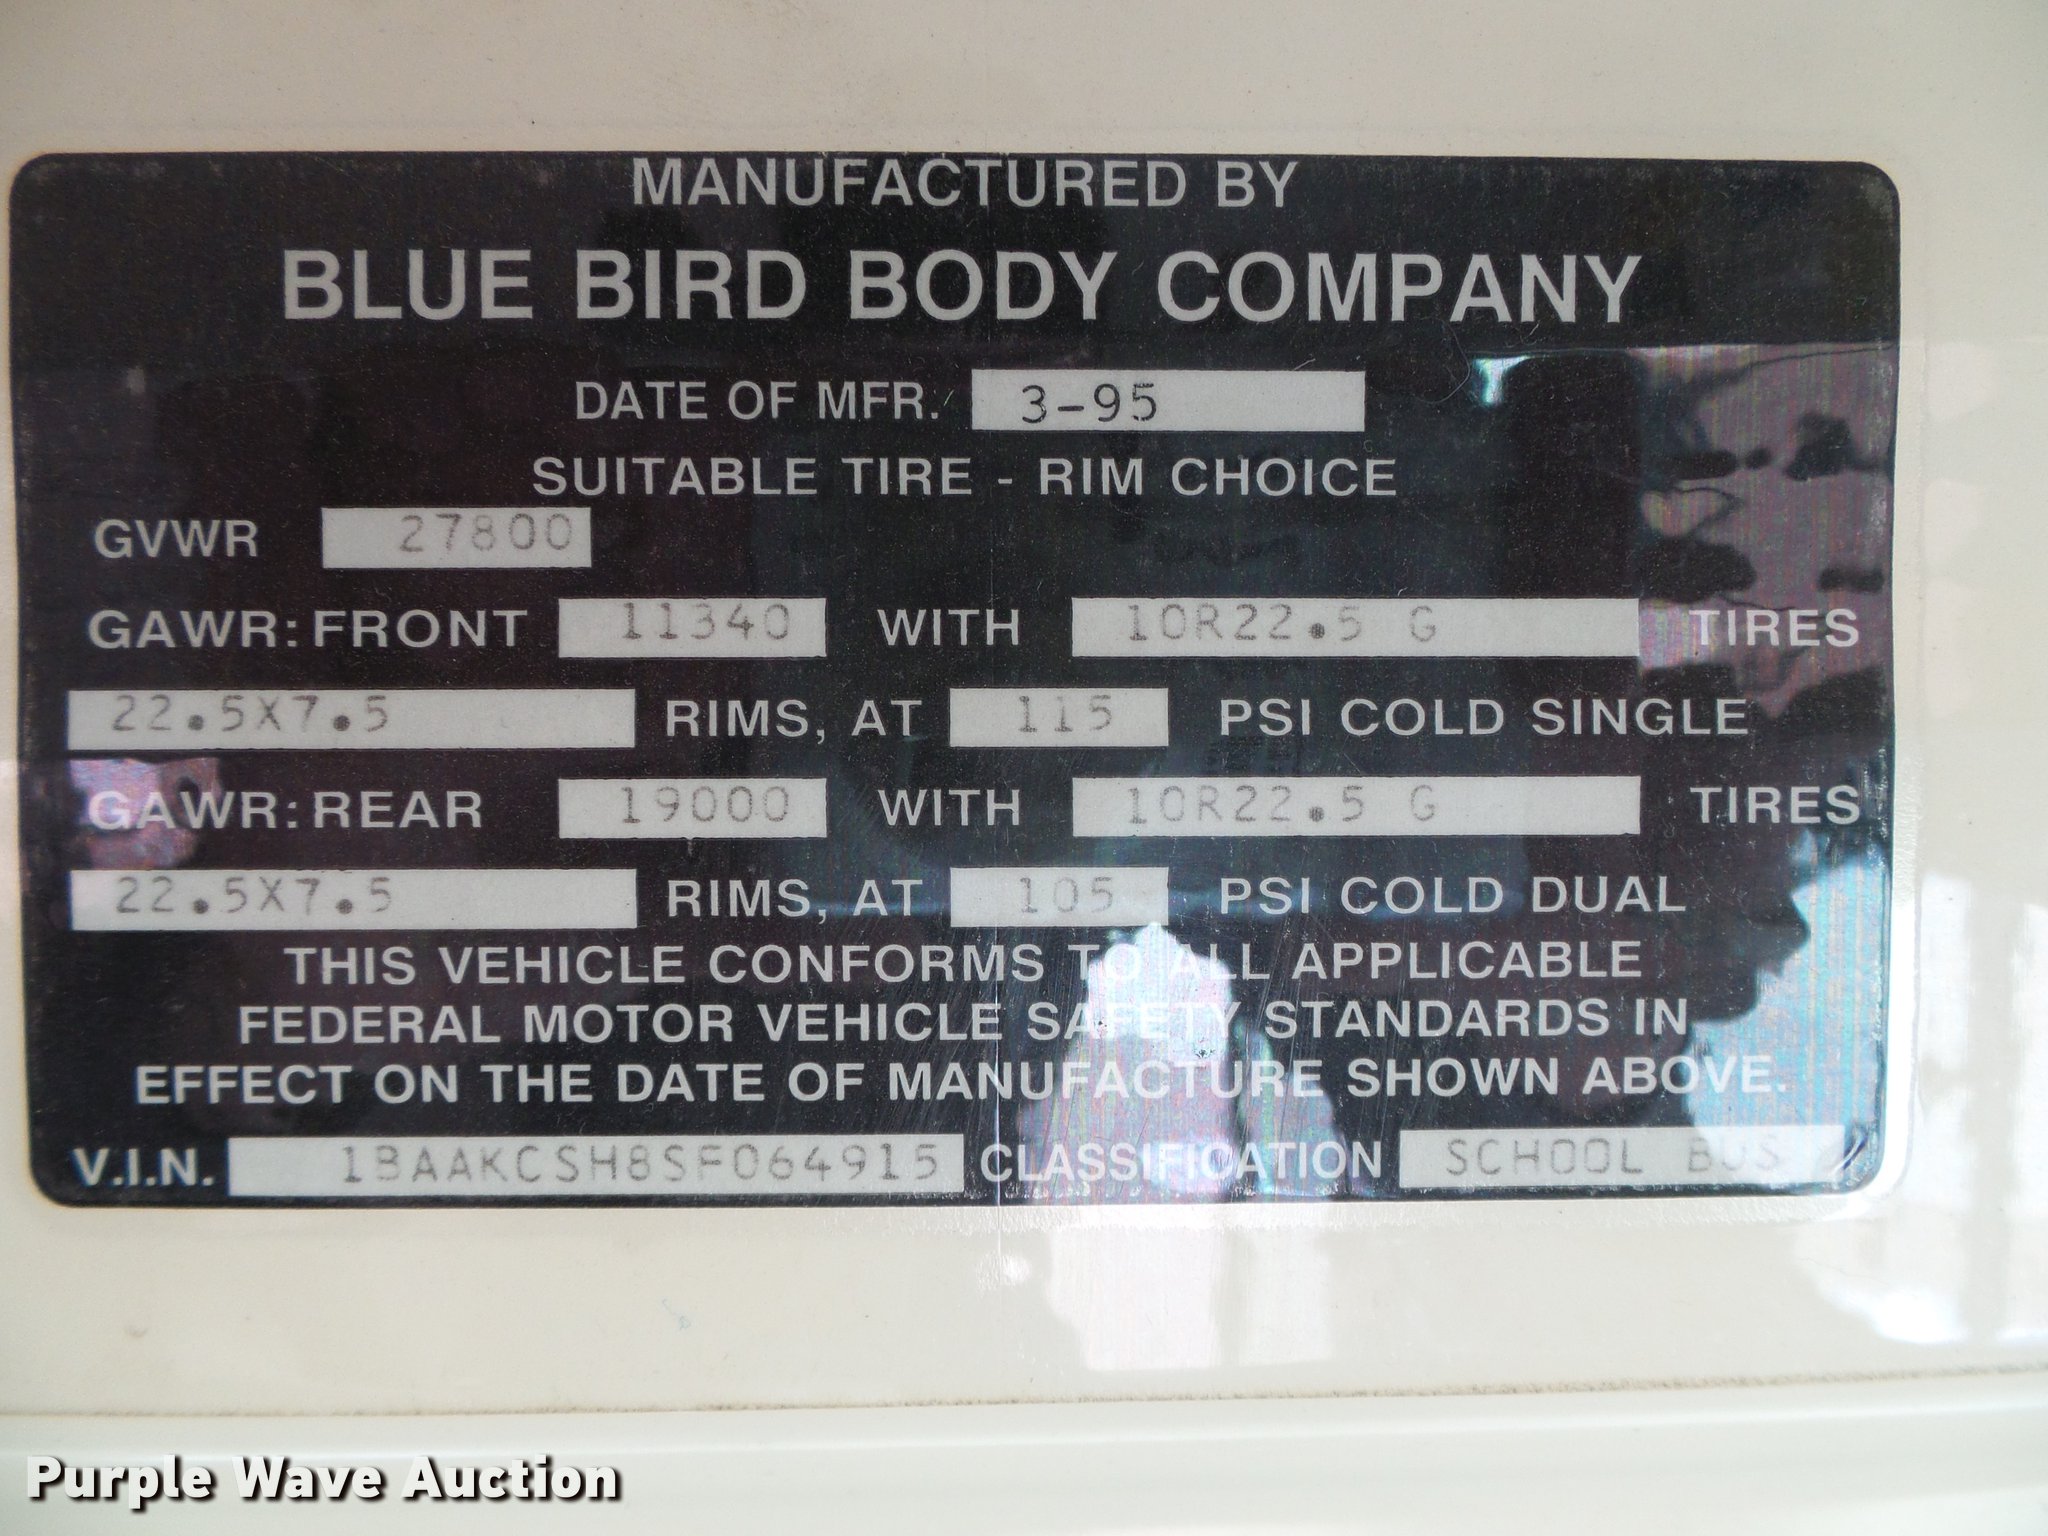 MANUFACTURED BY
BLUE BIRD BODY COMPANY
DATE OF MFR. 3-95
SUITABLE TIRE - RIM CHOICE
GVWR 27800
GAWR: FRONT 11340 WITH 10R22.5 G TIRES
22.5X7.5 RIMS, AT 115 PSI COLD SINGLE
GAWR: REAR 19000 WITH 10R22.5 G TIRES
22.5X7.5 RIMS, AT 105 PSI COLD DUAL
THIS VEHICLE CONFORMS TO ALL APPLICABLE
FEDERAL MOTOR VEHICLE SAFETY STANDARDS IN
EFFECT ON THE DATE OF MANUFACTURE SHOWN ABOVE.
V.I.N. 1BAAKCSH8SF064915 CLASSIFICATION SCHOOL BUS
Purple Wave Auction